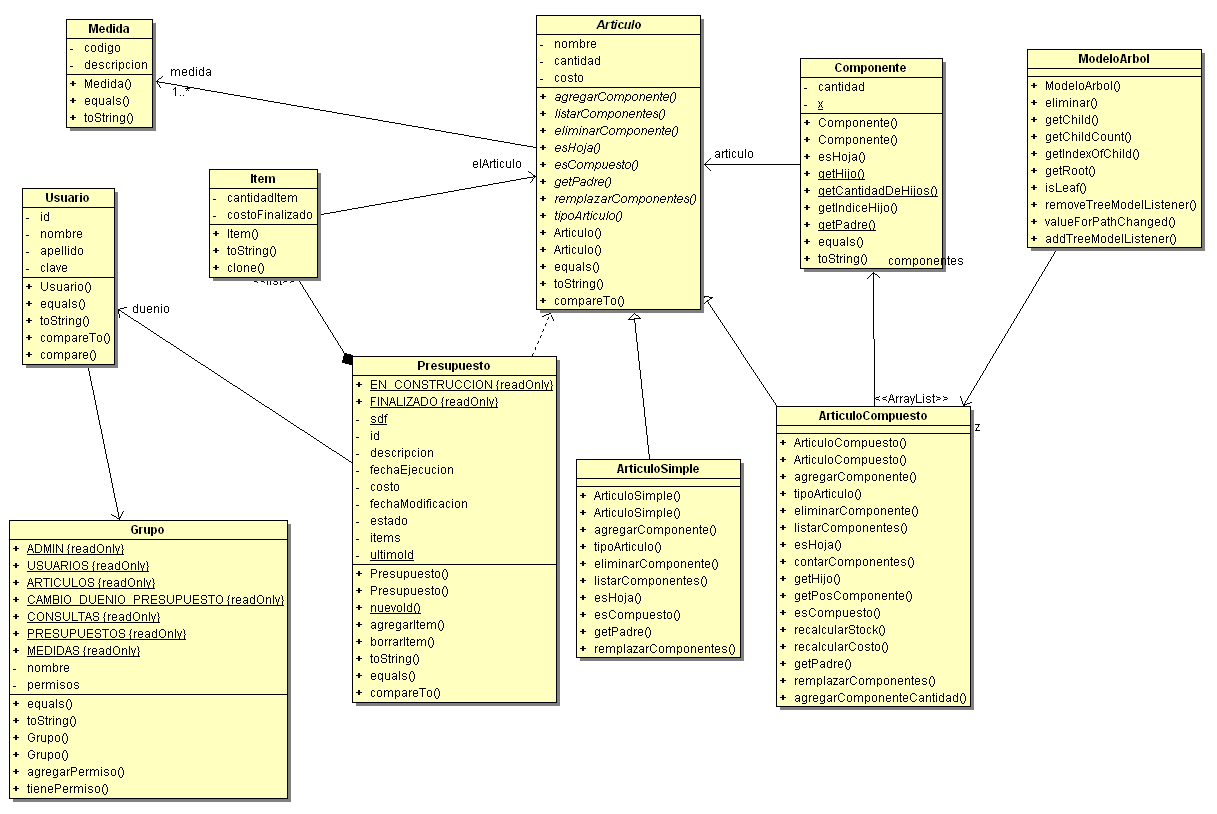 Medida
- codigo
- descripcion
+ Medida()
+ equals()
+ toString()
medida
1..*
Articulo
- nombre
- cantidad
- costo
+ agregarComponente()
+ listarComponentes()
+ eliminarComponente()
+ esHoja()
+ esCompuesto()
+ getPadre()
+ remplazarComponentes()
+ tipoArticulo()
+ Articulo()
+ Articulo()
+ equals()
+ toString()
+ compareTo()
Componente
- cantidad
- x
+ Componente()
+ Componente()
+ esHoja()
+ getHijo()
+ getCantidadDeHijos()
+ getIndiceHijo()
+ getPadre()
+ equals()
+ toString()
articulo
componentes
ModeloArbol
+ ModeloArbol()
+ eliminar()
+ getChild()
+ getChildCount()
+ getIndexOfChild()
+ getRoot()
+ isLeaf()
+ removeTreeModelListener()
+ valueForPathChanged()
+ addTreeModelListener()
Item
- cantidadItem
- costoFinalizado
+ Item()
+ toString()
+ clone()
elArticulo
<<list>>
Usuario
- id
- nombre
- apellido
- clave
+ Usuario()
+ equals()
+ toString()
+ compareTo()
+ compare()
duenio
Presupuesto
+ EN_CONSTRUCCION {readOnly}
+ FINALIZADO {readOnly}
- sdf
- id
- descripcion
- fechaEjecucion
- costo
- fechaModificacion
- estado
- items
- ultimoId
+ Presupuesto()
+ Presupuesto()
+ nuevoId()
+ agregarItem()
+ borrarItem()
+ toString()
+ equals()
+ compareTo()
ArticuloSimple
+ ArticuloSimple()
+ ArticuloSimple()
+ agregarComponente()
+ tipoArticulo()
+ eliminarComponente()
+ listarComponentes()
+ esHoja()
+ esCompuesto()
+ getPadre()
+ remplazarComponentes()
<<ArrayList>>
z
ArticuloCompuesto
+ ArticuloCompuesto()
+ ArticuloCompuesto()
+ agregarComponente()
+ tipoArticulo()
+ eliminarComponente()
+ listarComponentes()
+ esHoja()
+ contarComponentes()
+ getHijo()
+ getPosComponente()
+ esCompuesto()
+ recalcularStock()
+ recalcularCosto()
+ getPadre()
+ remplazarComponentes()
+ agregarComponenteCantidad()
Grupo
+ ADMIN {readOnly}
+ USUARIOS {readOnly}
+ ARTICULOS {readOnly}
+ CAMBIO_DUENIO_PRESUPUESTO {readOnly}
+ CONSULTAS {readOnly}
+ PRESUPUESTOS {readOnly}
+ MEDIDAS {readOnly}
- nombre
- permisos
+ equals()
+ toString()
+ Grupo()
+ Grupo()
+ agregarPermiso()
+ tienePermiso()